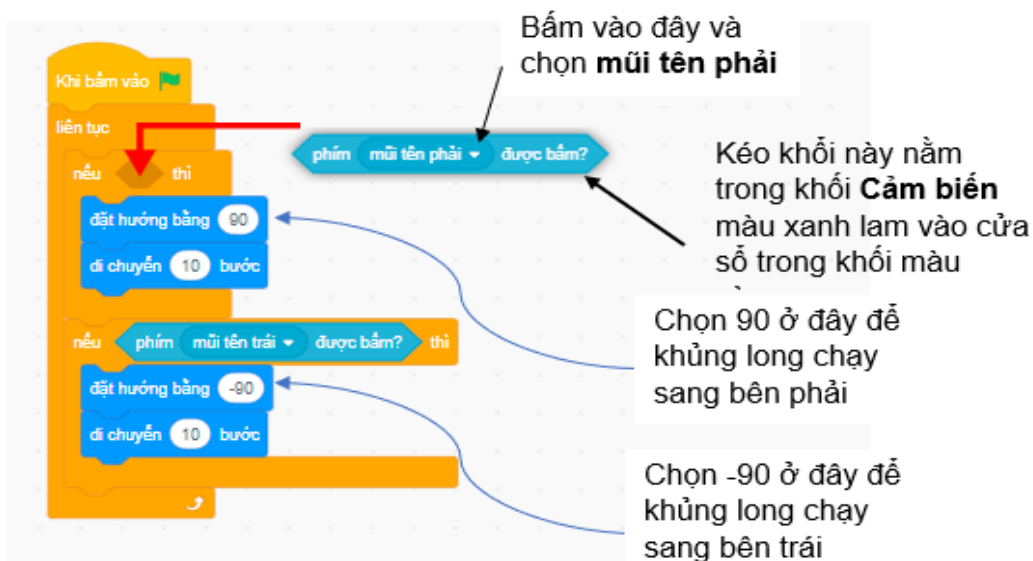 Bấm vào đây và
chọn mũi tên phải
Khi bấm vào
liên tục
phím mũi tên phải được bấm?
nếu thì
Kéo khối này nằm
trong khối Cảm biến
màu xanh lam vào cửa
sổ trong khối màu
đặt hướng bằng 90
di chuyển 10 bước
Chọn 90 ở đây để
khủng long chạy
sang bên phải
nếu phím mũi tên trái được bấm? thì
đặt hướng bằng -90
di chuyển 10 bước
Chọn -90 ở đây để
khủng long chạy
sang bên trái